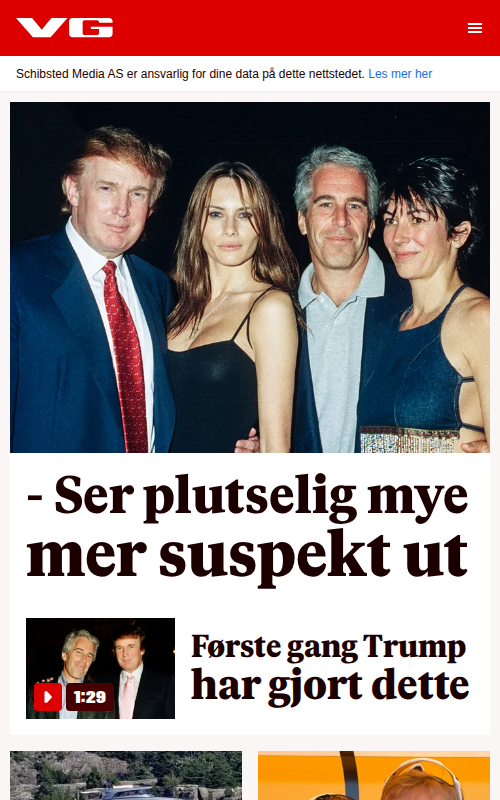 VG
Schibsted Media AS er ansvarlig for dine data på dette nettstedet. Les mer her
- Ser plutselig mye
mer suspekt ut
Første gang Trump
har gjort dette
1:29